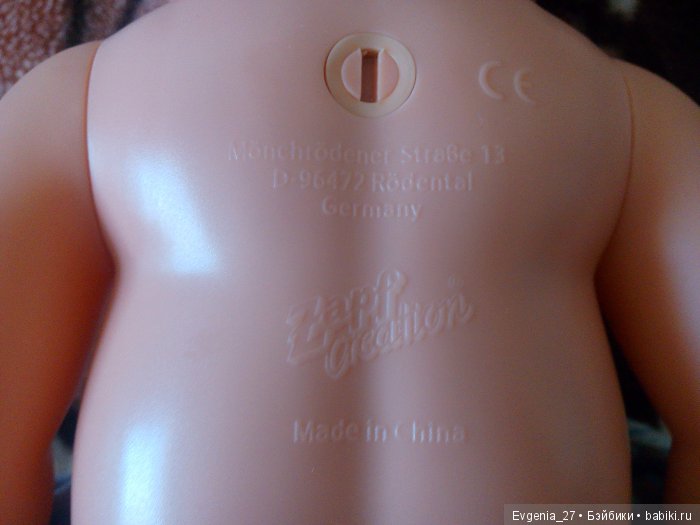 CE
Mönchrödener Straße 13
D-96472 Rödental
Germany
Zapf
Creation®
Made in China
Evgenia_27 • Бэйбики • babiki.ru